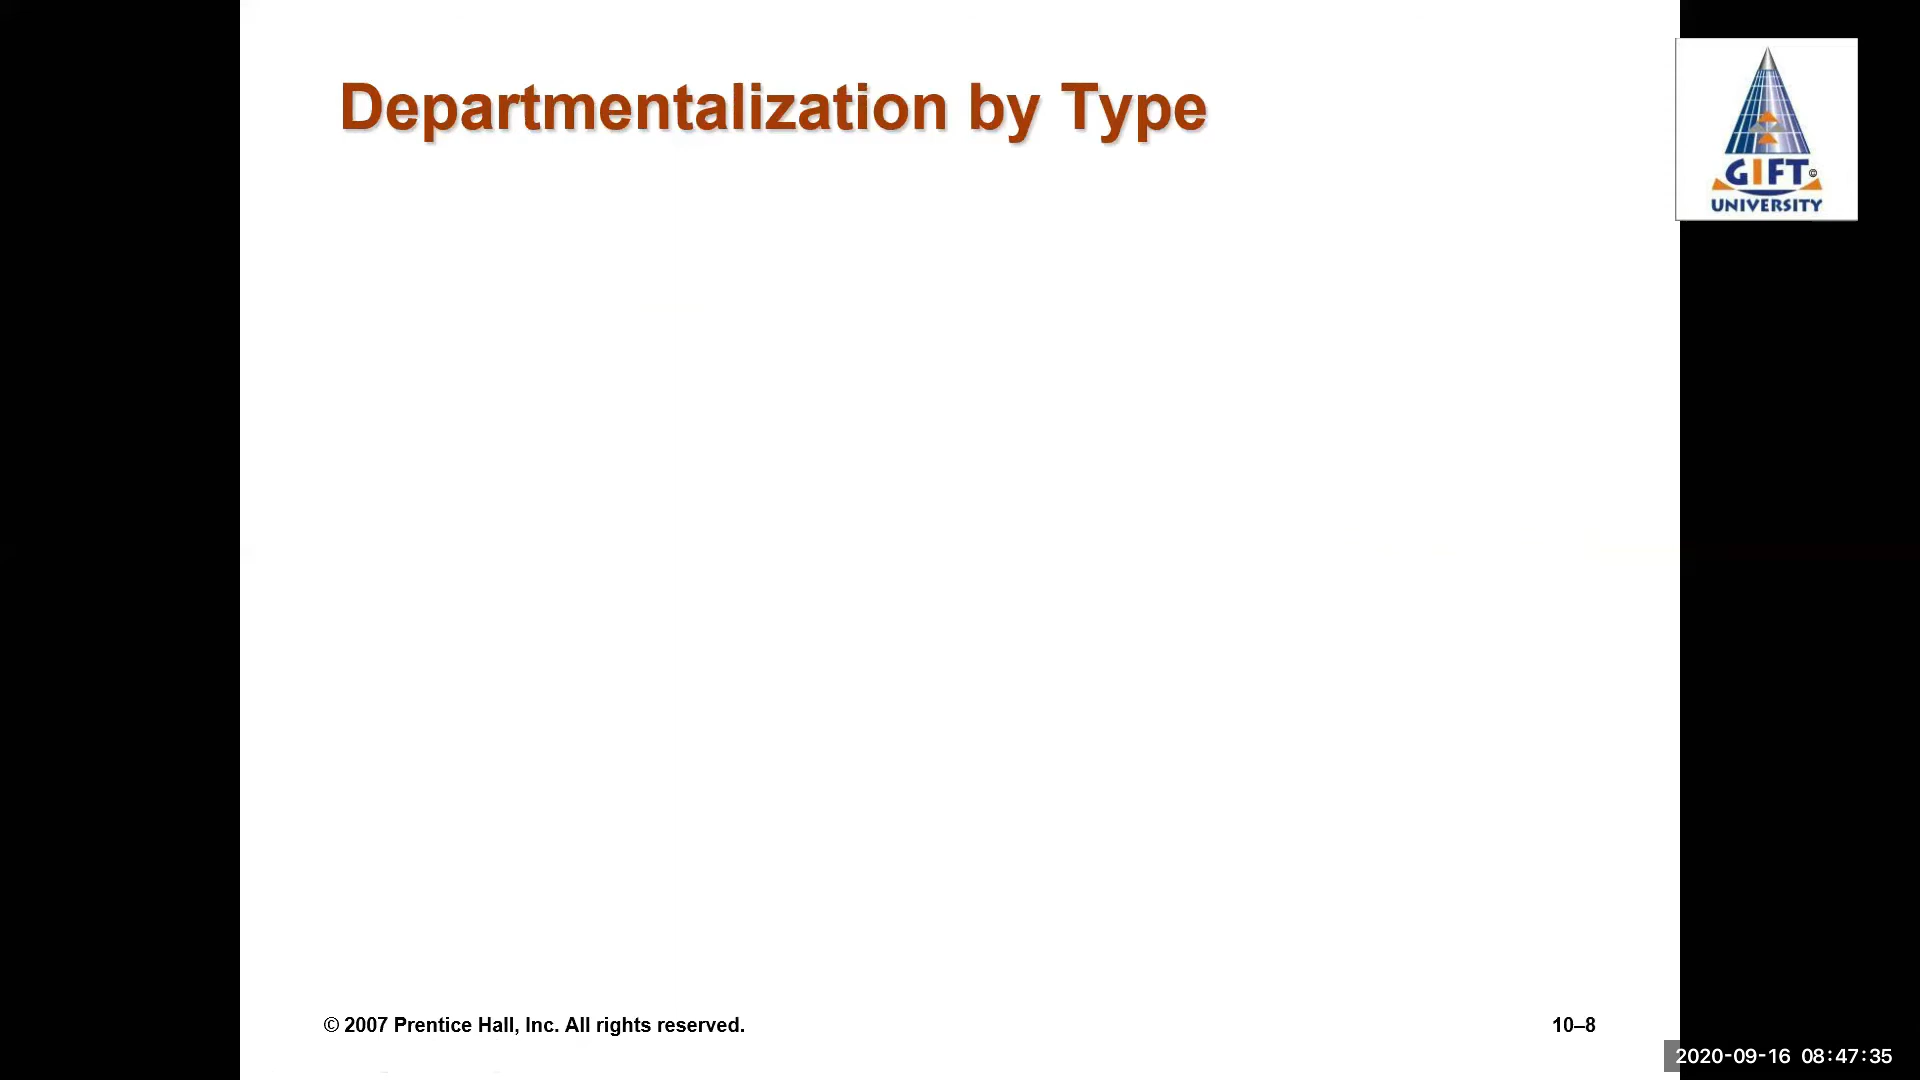 Departmentalization by Type
GIFT©
UNIVERSITY
© 2007 Prentice Hall, Inc. All rights reserved.
10–8
2020-09-16 08:47:35